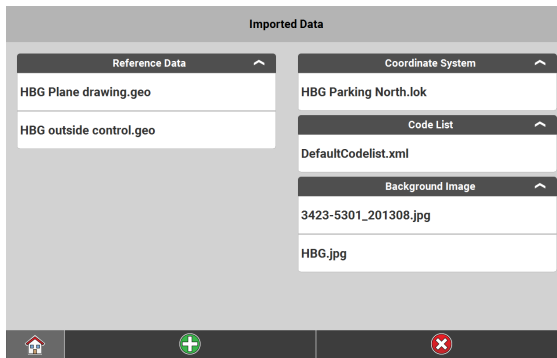 Imported Data
Reference Data
HBG Plane drawing.geo
HBG outside control.geo
Coordinate System
HBG Parking North.lok
Code List
DefaultCodelist.xml
Background Image
3423-5301_201308.jpg
HBG.jpg